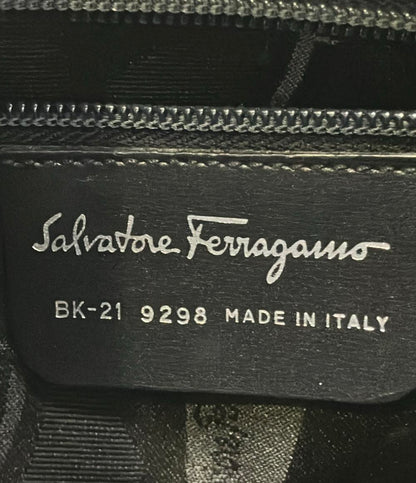 Salvatore Ferragamo
BK-21 9298 MADE IN ITALY